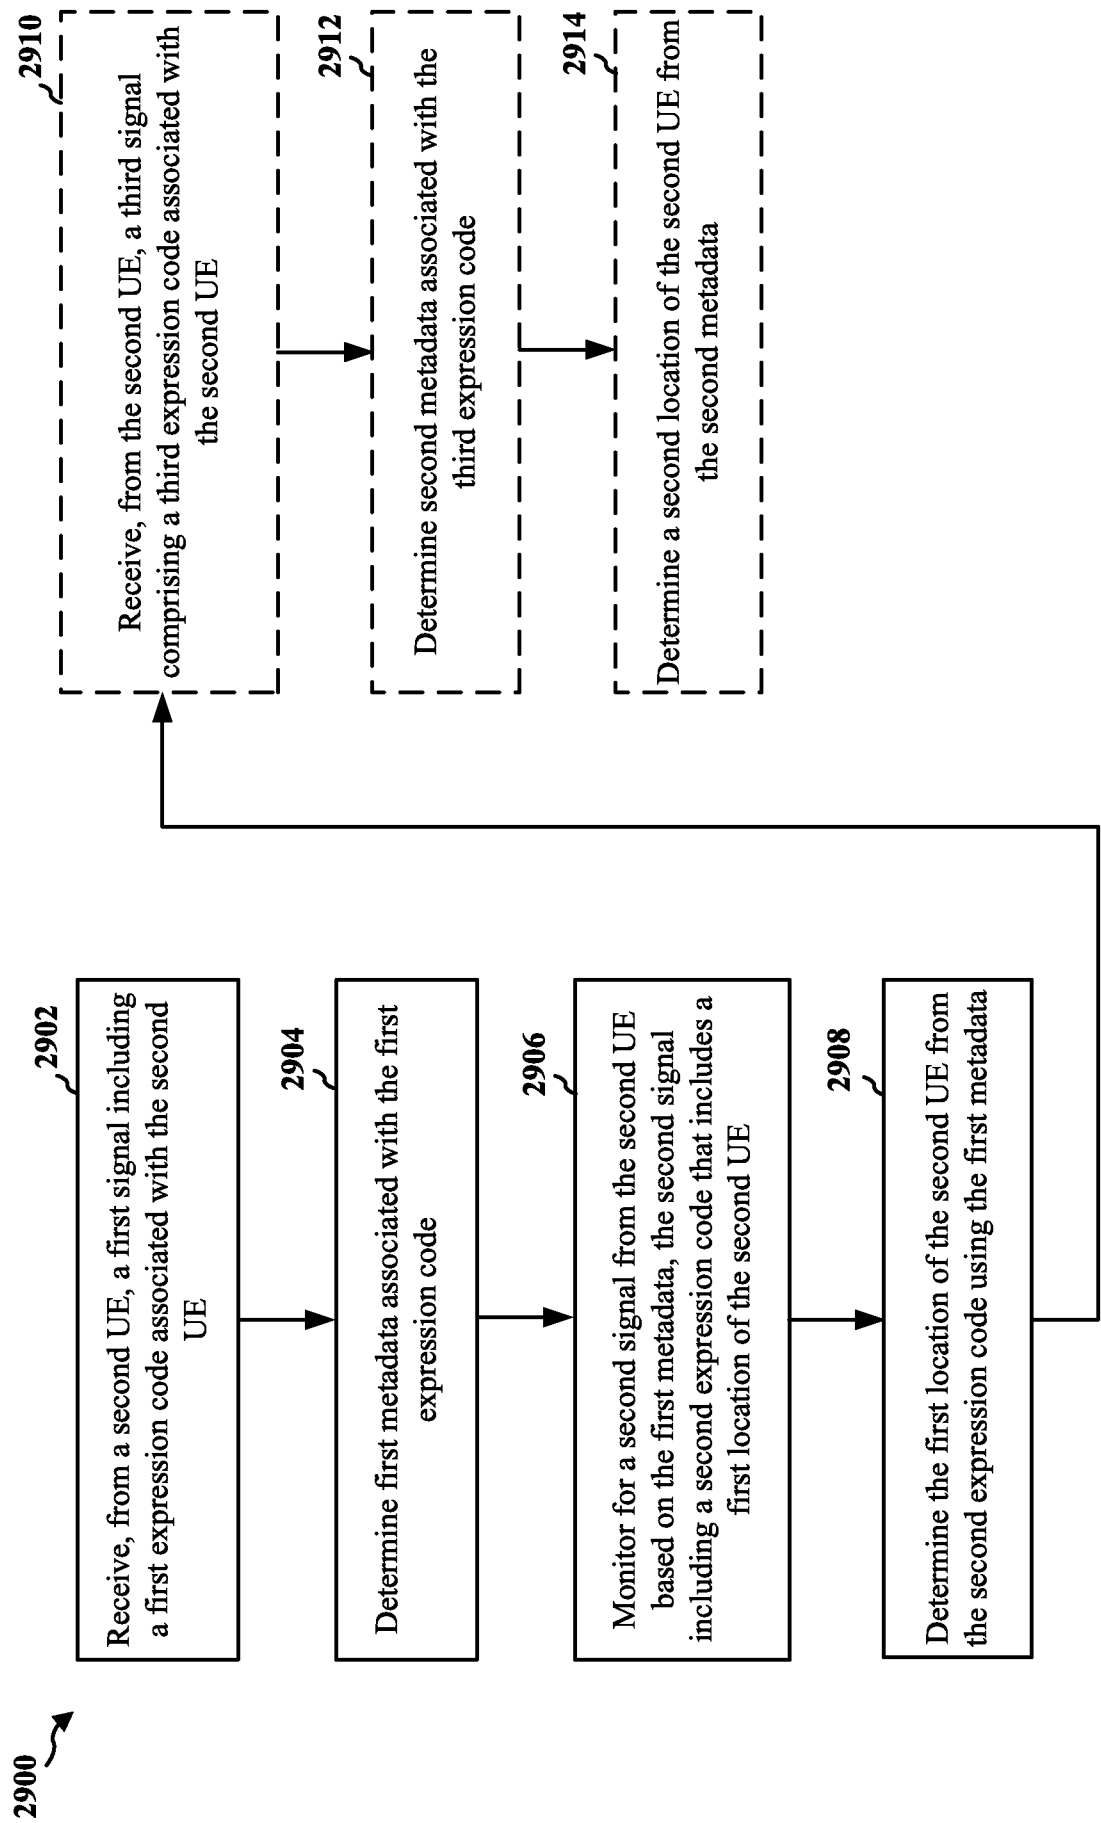 2900
2902
Receive, from a second UE, a first signal including
a first expression code associated with the second
UE
2904
Determine first metadata associated with the first
expression code
2906
Monitor for a second signal from the second UE
based on the first metadata, the second signal
including a second expression code that includes a
first location of the second UE
2908
Determine the first location of the second UE from
the second expression code using the first metadata
2910
Receive, from the second UE, a third signal
comprising a third expression code associated with
the second UE
2912
Determine second metadata associated with the
third expression code
2914
Determine a second location of the second UE from
the second metadata